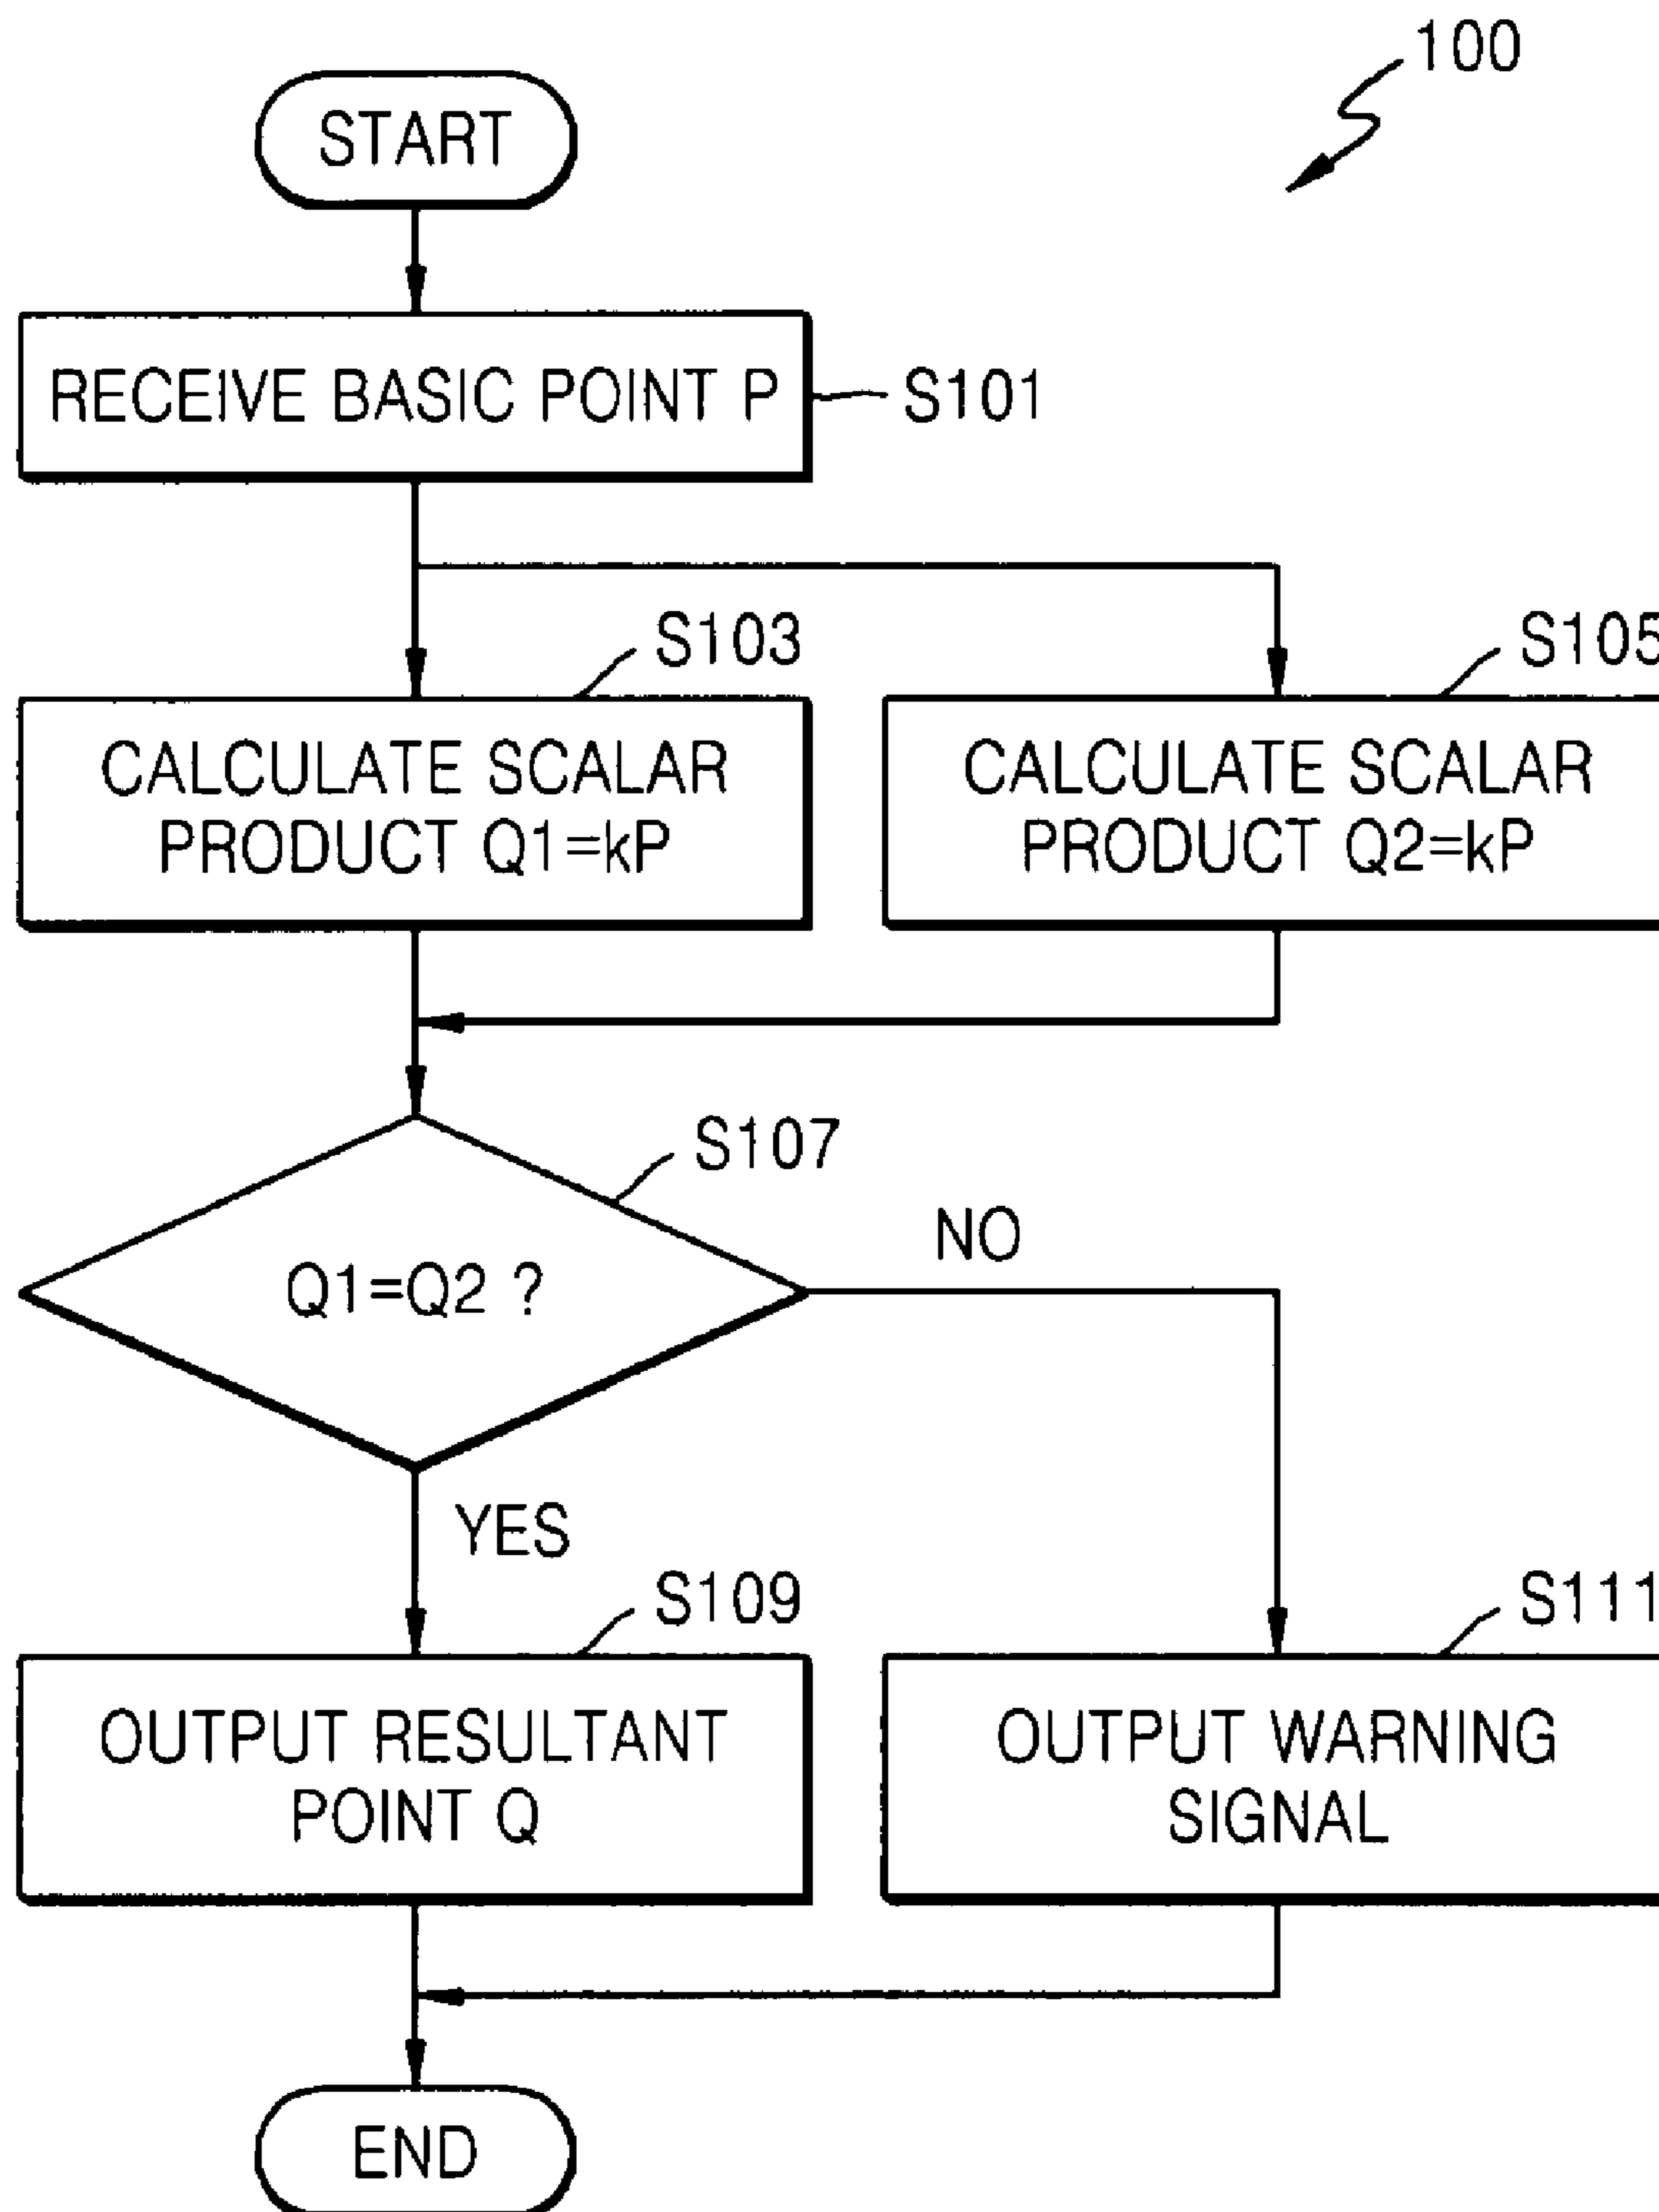 100
START
RECEIVE BASIC POINT P
S101
S103
S105
CALCULATE SCALAR
PRODUCT Q1=kP
CALCULATE SCALAR
PRODUCT Q2=kP
S107
Q1=Q2 ?
NO
YES
S109
S111
OUTPUT RESULTANT
POINT Q
OUTPUT WARNING
SIGNAL
END